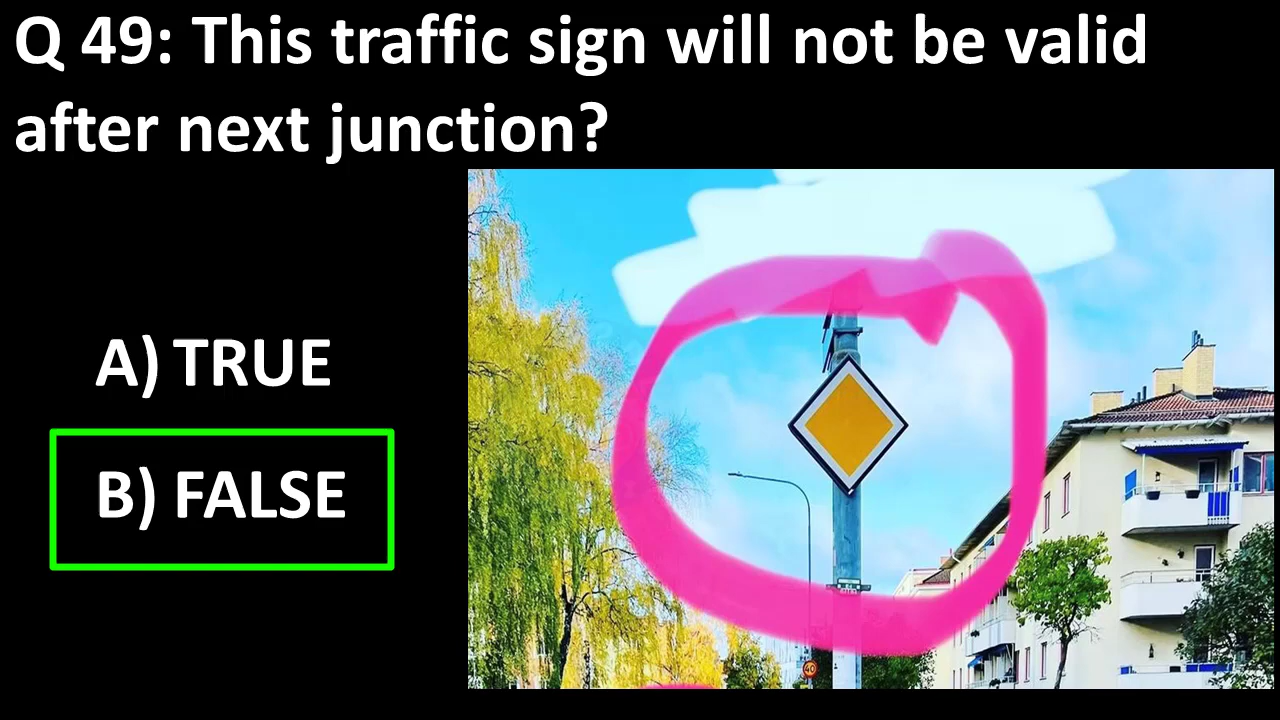 Q 49: This traffic sign will not be valid
after next junction?
A) TRUE
B) FALSE
40